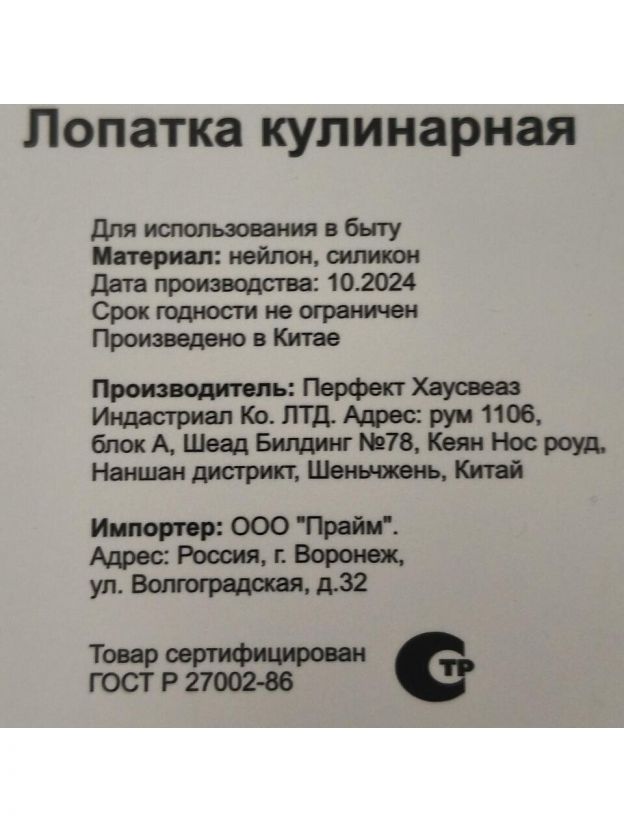 Лопатка кулинарная
Для использования в быту
Материал: нейлон, силикон
Дата производства: 10.2024
Срок годности не ограничен
Произведено в Китае
Производитель: Перфект Хаусвеаз
Индастриал Ко. ЛТД. Адрес: рум 1106,
блок А, Шеад Билдинг №78, Кеян Нос роуд,
Наншан дистрикт, Шеньчжень, Китай
Импортер: ООО "Прайм".
Адрес: Россия, г. Воронеж,
ул. Волгоградская, д.32
Товар сертифицирован
ГОСТ Р 27002-86
СТР